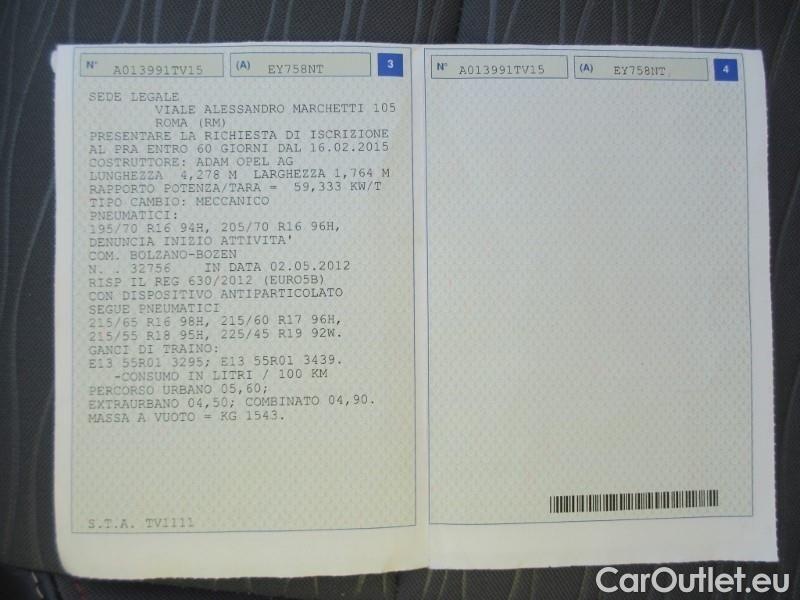 N° A013991TV15 (A) EY758NT 3
SEDE LEGALE
VIALE ALESSANDRO MARCHETTI 105
ROMA (RM)
PRESENTARE LA RICHIESTA DI ISCRIZIONE
AL PRA ENTRO 60 GIORNI DAL 16.02.2015
COSTRUTTORE: ADAM OPEL AG
LUNGHEZZA 4,278 M LARGHEZZA 1,764 M
RAPPORTO POTENZA/TARA = 59,333 KW/T
TIPO CAMBIO: MECCANICO
PNEUMATICI:
195/70 R16 94H, 205/70 R16 96H,
DENUNCIA INIZIO ATTIVITA'
COM. BOLZANO-BOZEN
N. . 32756 IN DATA 02.05.2012
RISP IL REG 630/2012 (EURO5B)
CON DISPOSITIVO ANTIPARTICOLATO
SEGUE PNEUMATICI
215/65 R16 98H, 215/60 R17 96H,
215/55 R18 95H, 225/45 R19 92W.
GANCI DI TRAINO:
E13 55R01 3295; E13 55R01 3439.
-CONSUMO IN LITRI / 100 KM
PERCORSO URBANO 05,60;
EXTRAURBANO 04,50; COMBINATO 04,90.
MASSA A VUOTO = KG 1543.
S.T.A. TV1111
N° A013991TV15 (A) EY758NT 4
CarOutlet.eu